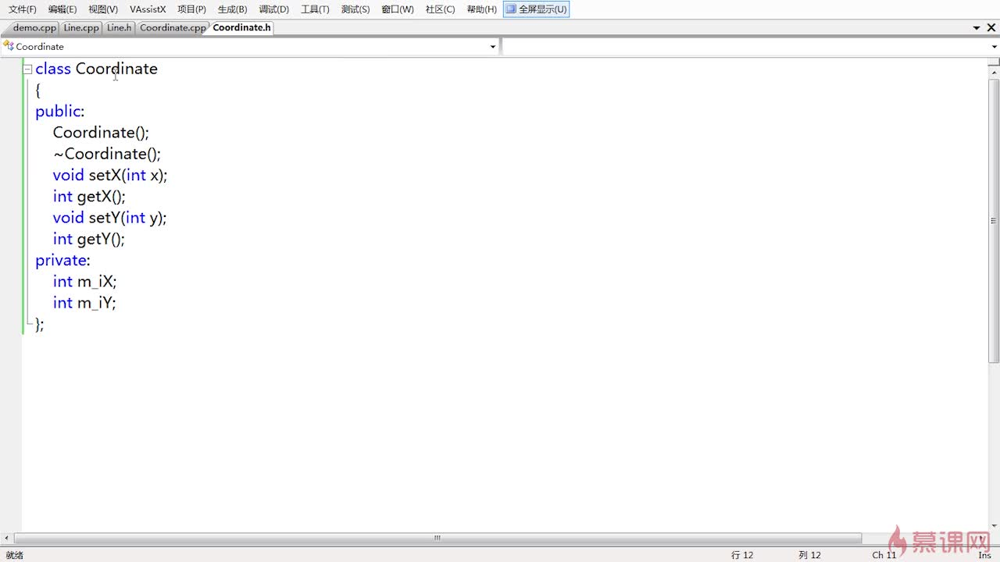 文件(F) 编辑(E) 视图(V) VAssistX 项目(P) 生成(B) 调试(D) 工具(T) 测试(S) 窗口(W) 社区(C) 帮助(H) 全屏显示(U)
demo.cpp Line.cpp Line.h Coordinate.cpp Coordinate.h
Coordinate
class Coordinate
{
public:
Coordinate();
~Coordinate();
void setX(int x);
int getX();
void setY(int y);
int getY();
private:
int m_iX;
int m_iY;
};
慕课网
就绪 行 12 列 12 Ch 11 Ins